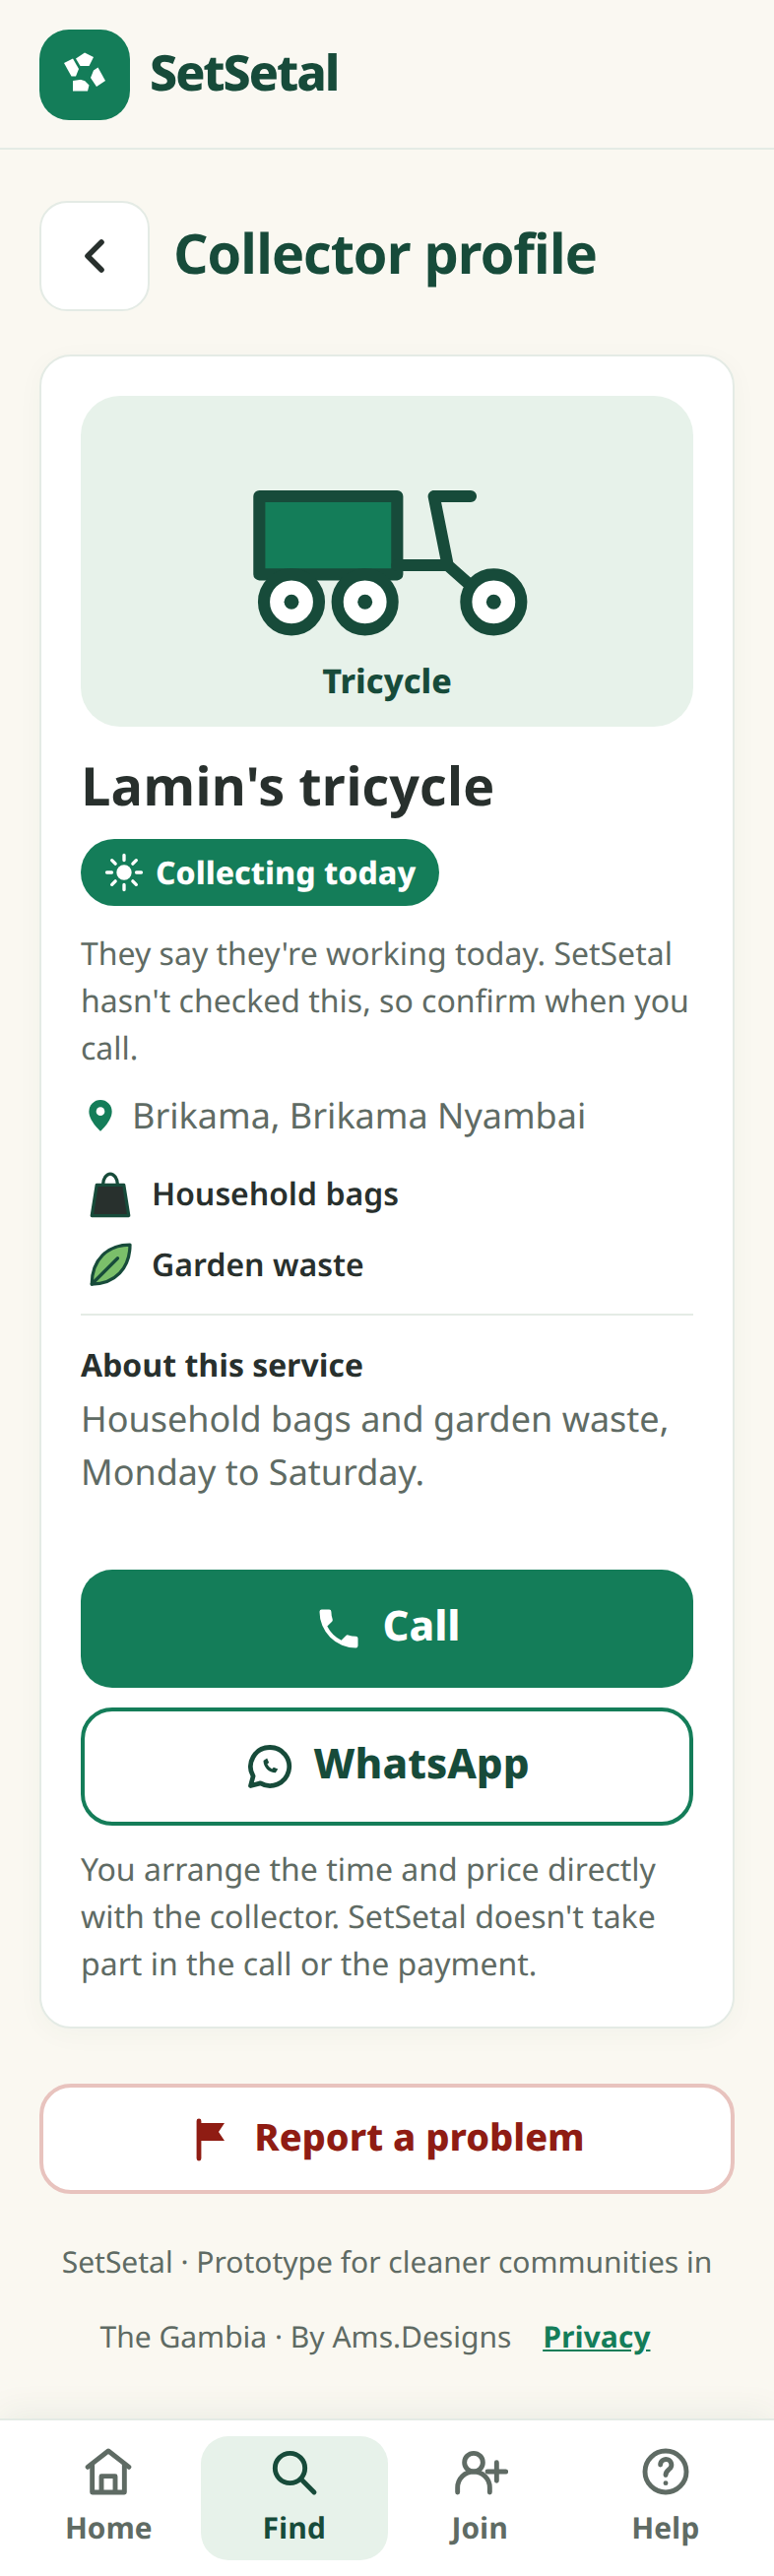 SetSetal
Collector profile
Tricycle
Lamin's tricycle
Collecting today
They say they're working today. SetSetal
hasn't checked this, so confirm when you
call.
Brikama, Brikama Nyambai
Household bags
Garden waste
About this service
Household bags and garden waste,
Monday to Saturday.
Call
WhatsApp
You arrange the time and price directly
with the collector. SetSetal doesn't take
part in the call or the payment.
Report a problem
SetSetal · Prototype for cleaner communities in
The Gambia · By Ams.Designs Privacy
Home Find Join Help